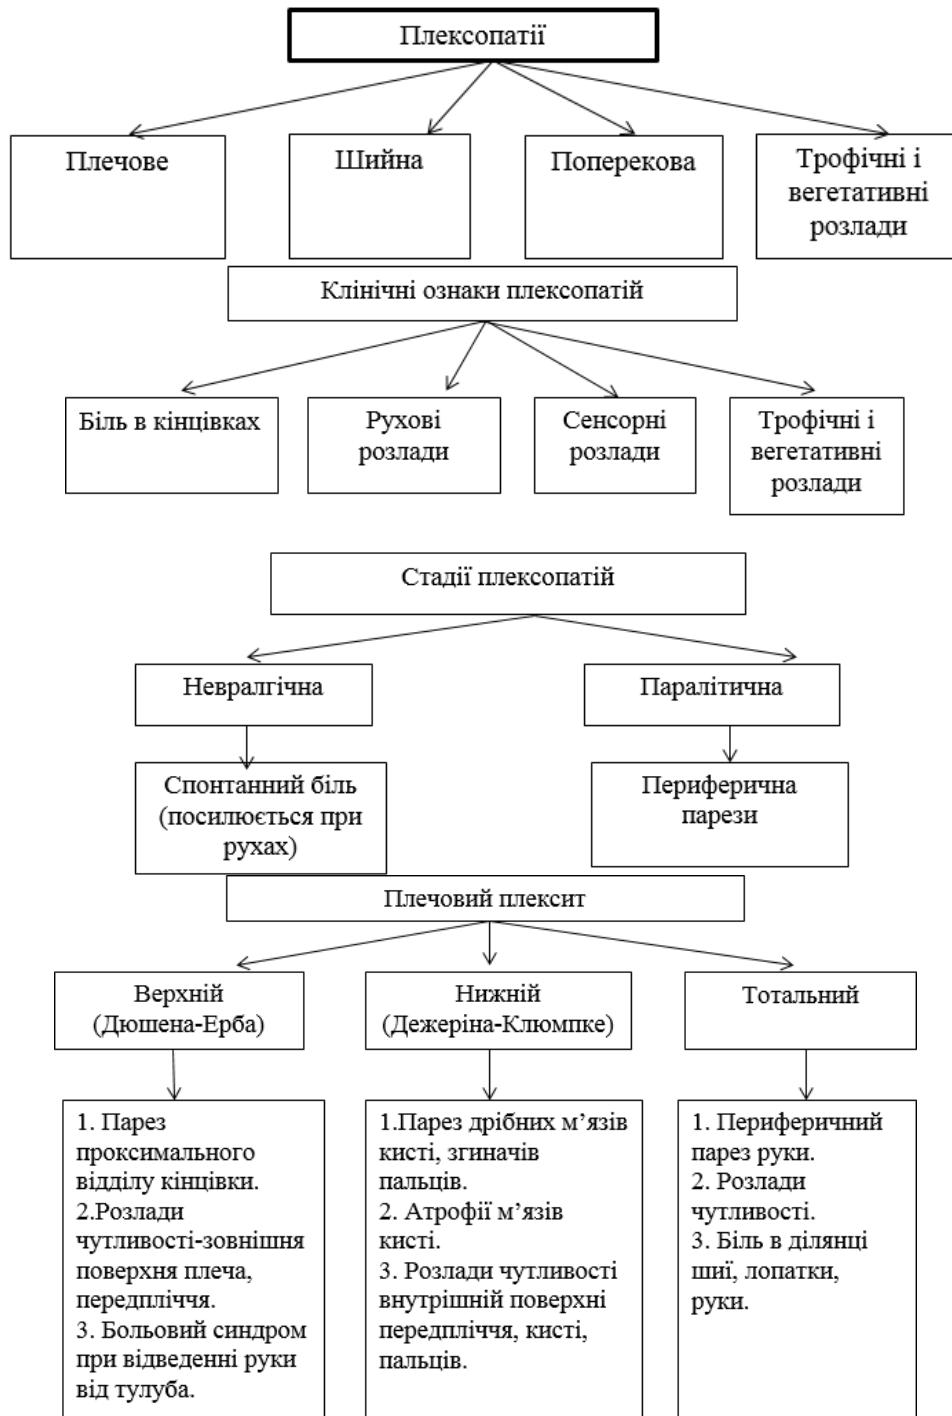 Плексопатії
Плечове
Шийна
Поперекова
Трофічні і
вегетативні
розлади
Клінічні ознаки плексопатій
Біль в кінцівках
Рухові
розлади
Сенсорні
розлади
Трофічні і
вегетативні
розлади
Стадії плексопатій
Невралгічна
Паралітична
Спонтанний біль
(посилюється при
рухах)
Периферична
парези
Плечовий плексит
Верхній
(Дюшена-Ерба)
Нижній
(Дежеріна-Клюмпке)
Тотальний
1. Парез
проксимального
відділу кінцівки.
2.Розлади
чутливості-зовнішня
поверхня плеча,
передпліччя.
3. Больовий синдром
при відведенні руки
від тулуба.
1.Парез дрібних м’язів
кисті, згиначів
пальців.
2. Атрофії м’язів
кисті.
3. Розлади чутливості
внутрішній поверхні
передпліччя, кисті,
пальців.
1. Периферичний
парез руки.
2. Розлади
чутливості.
3. Біль в ділянці
шиї, лопатки,
руки.